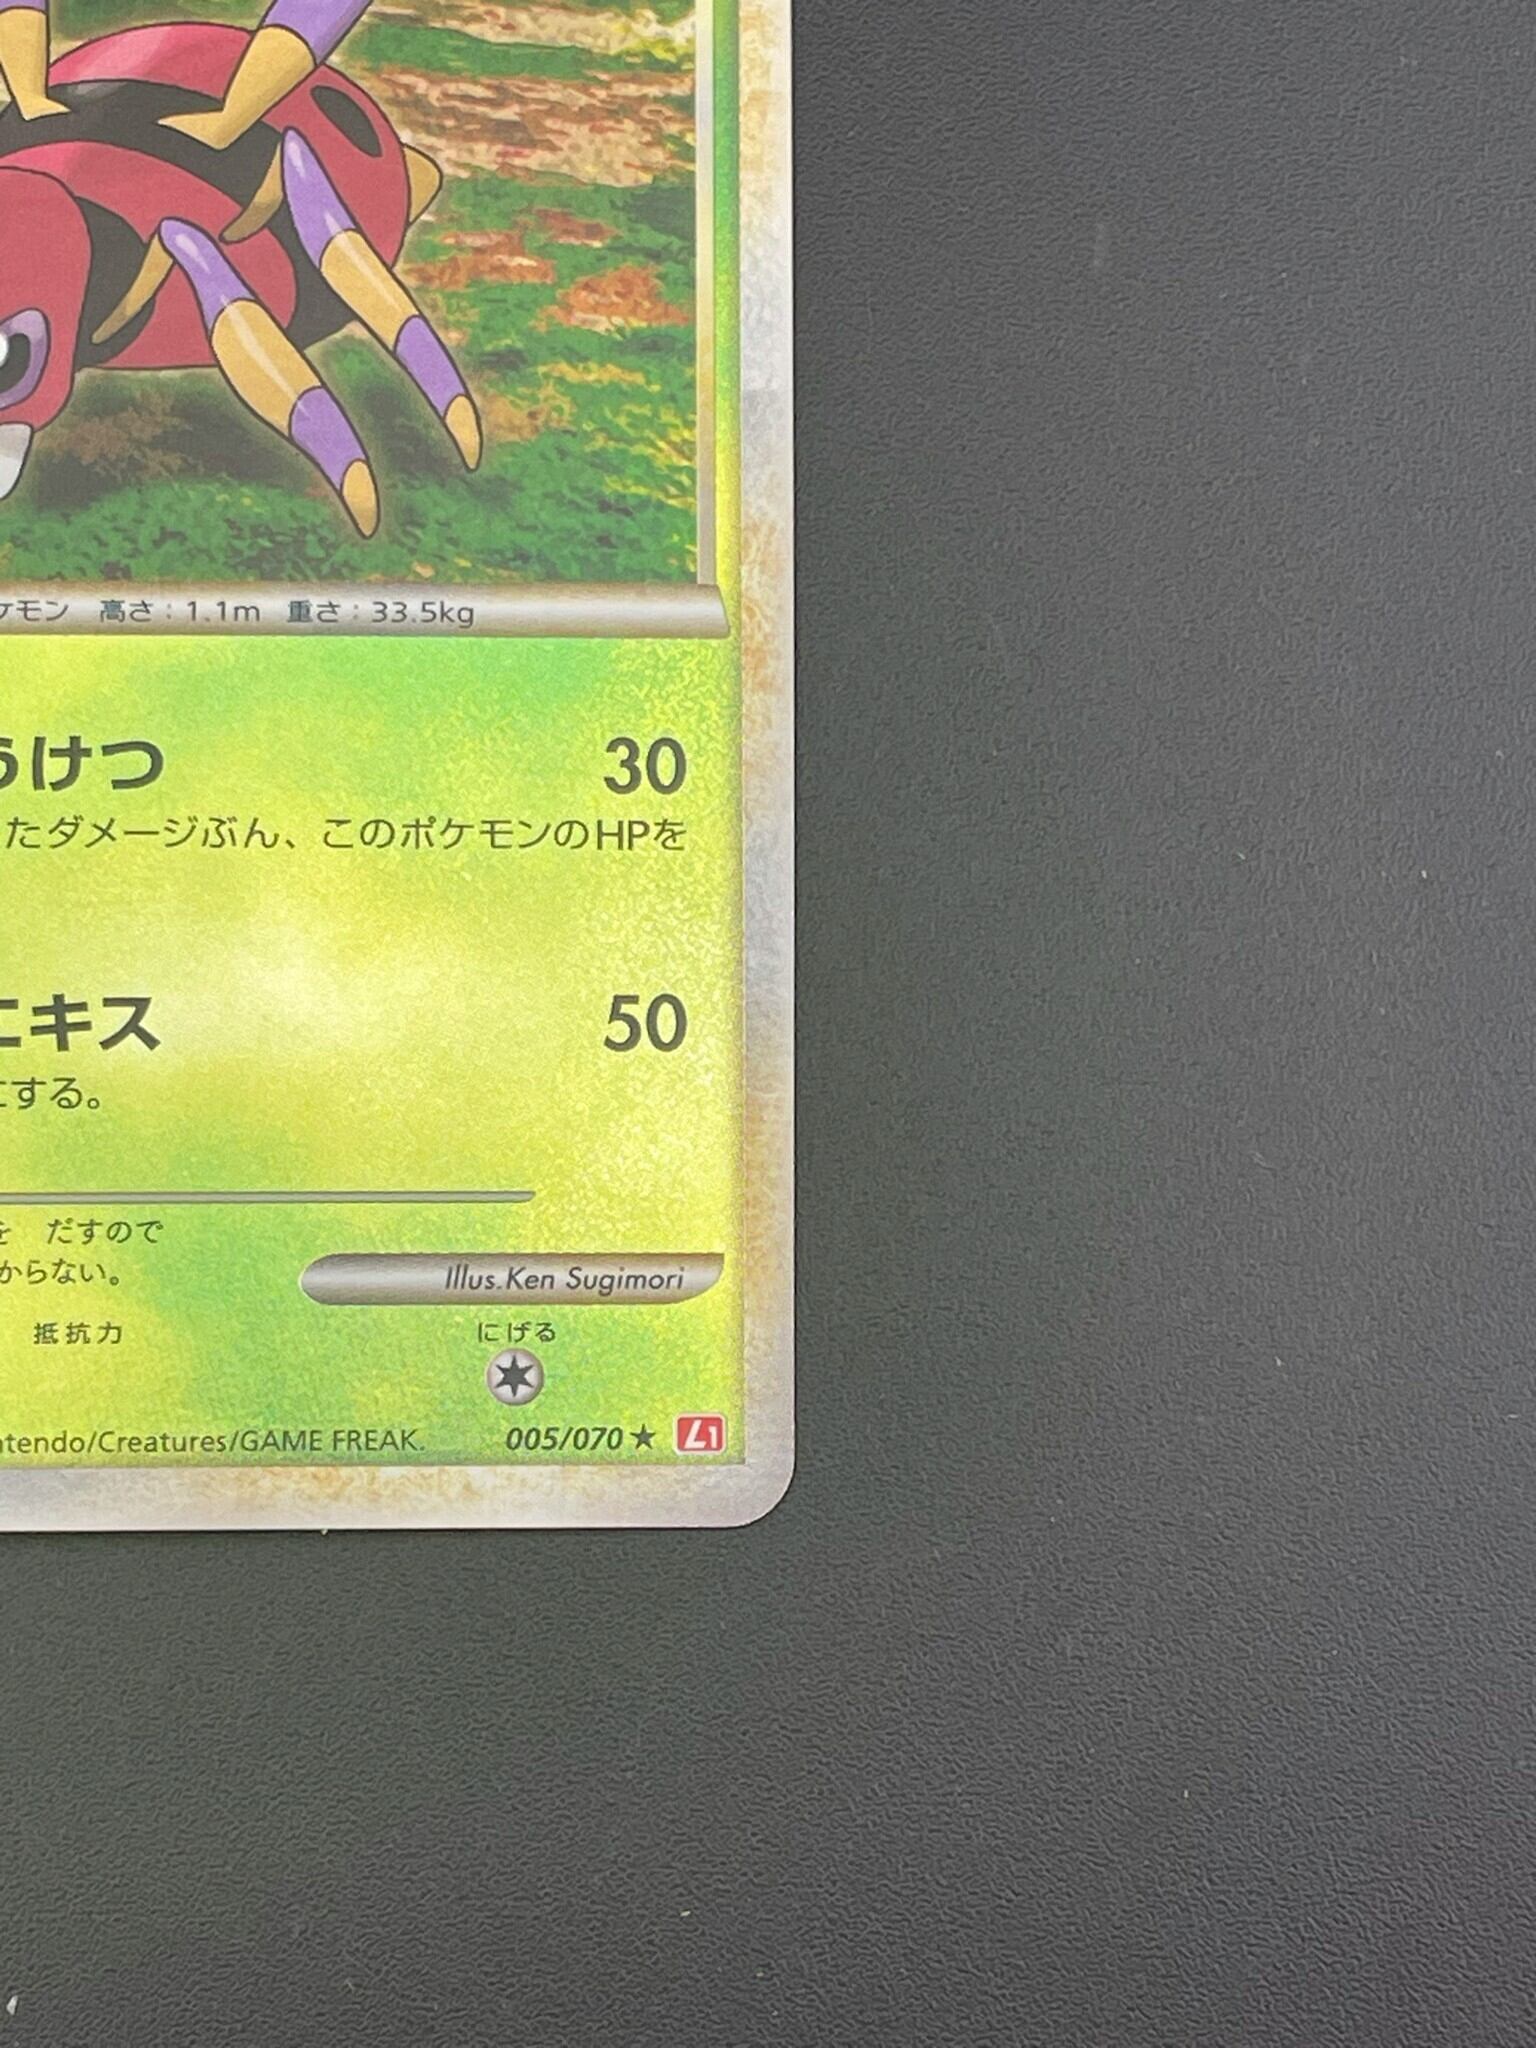 ケモン 高さ：1.1m 重さ：33.5kg
うけつ 30
たダメージぶん、このポケモンのHPを
エキス 50
にする。
を だすので
からない。
Illus.Ken Sugimori
抵抗力 にげる
ntendo/Creatures/GAME FREAK. 005/070 ★ L1